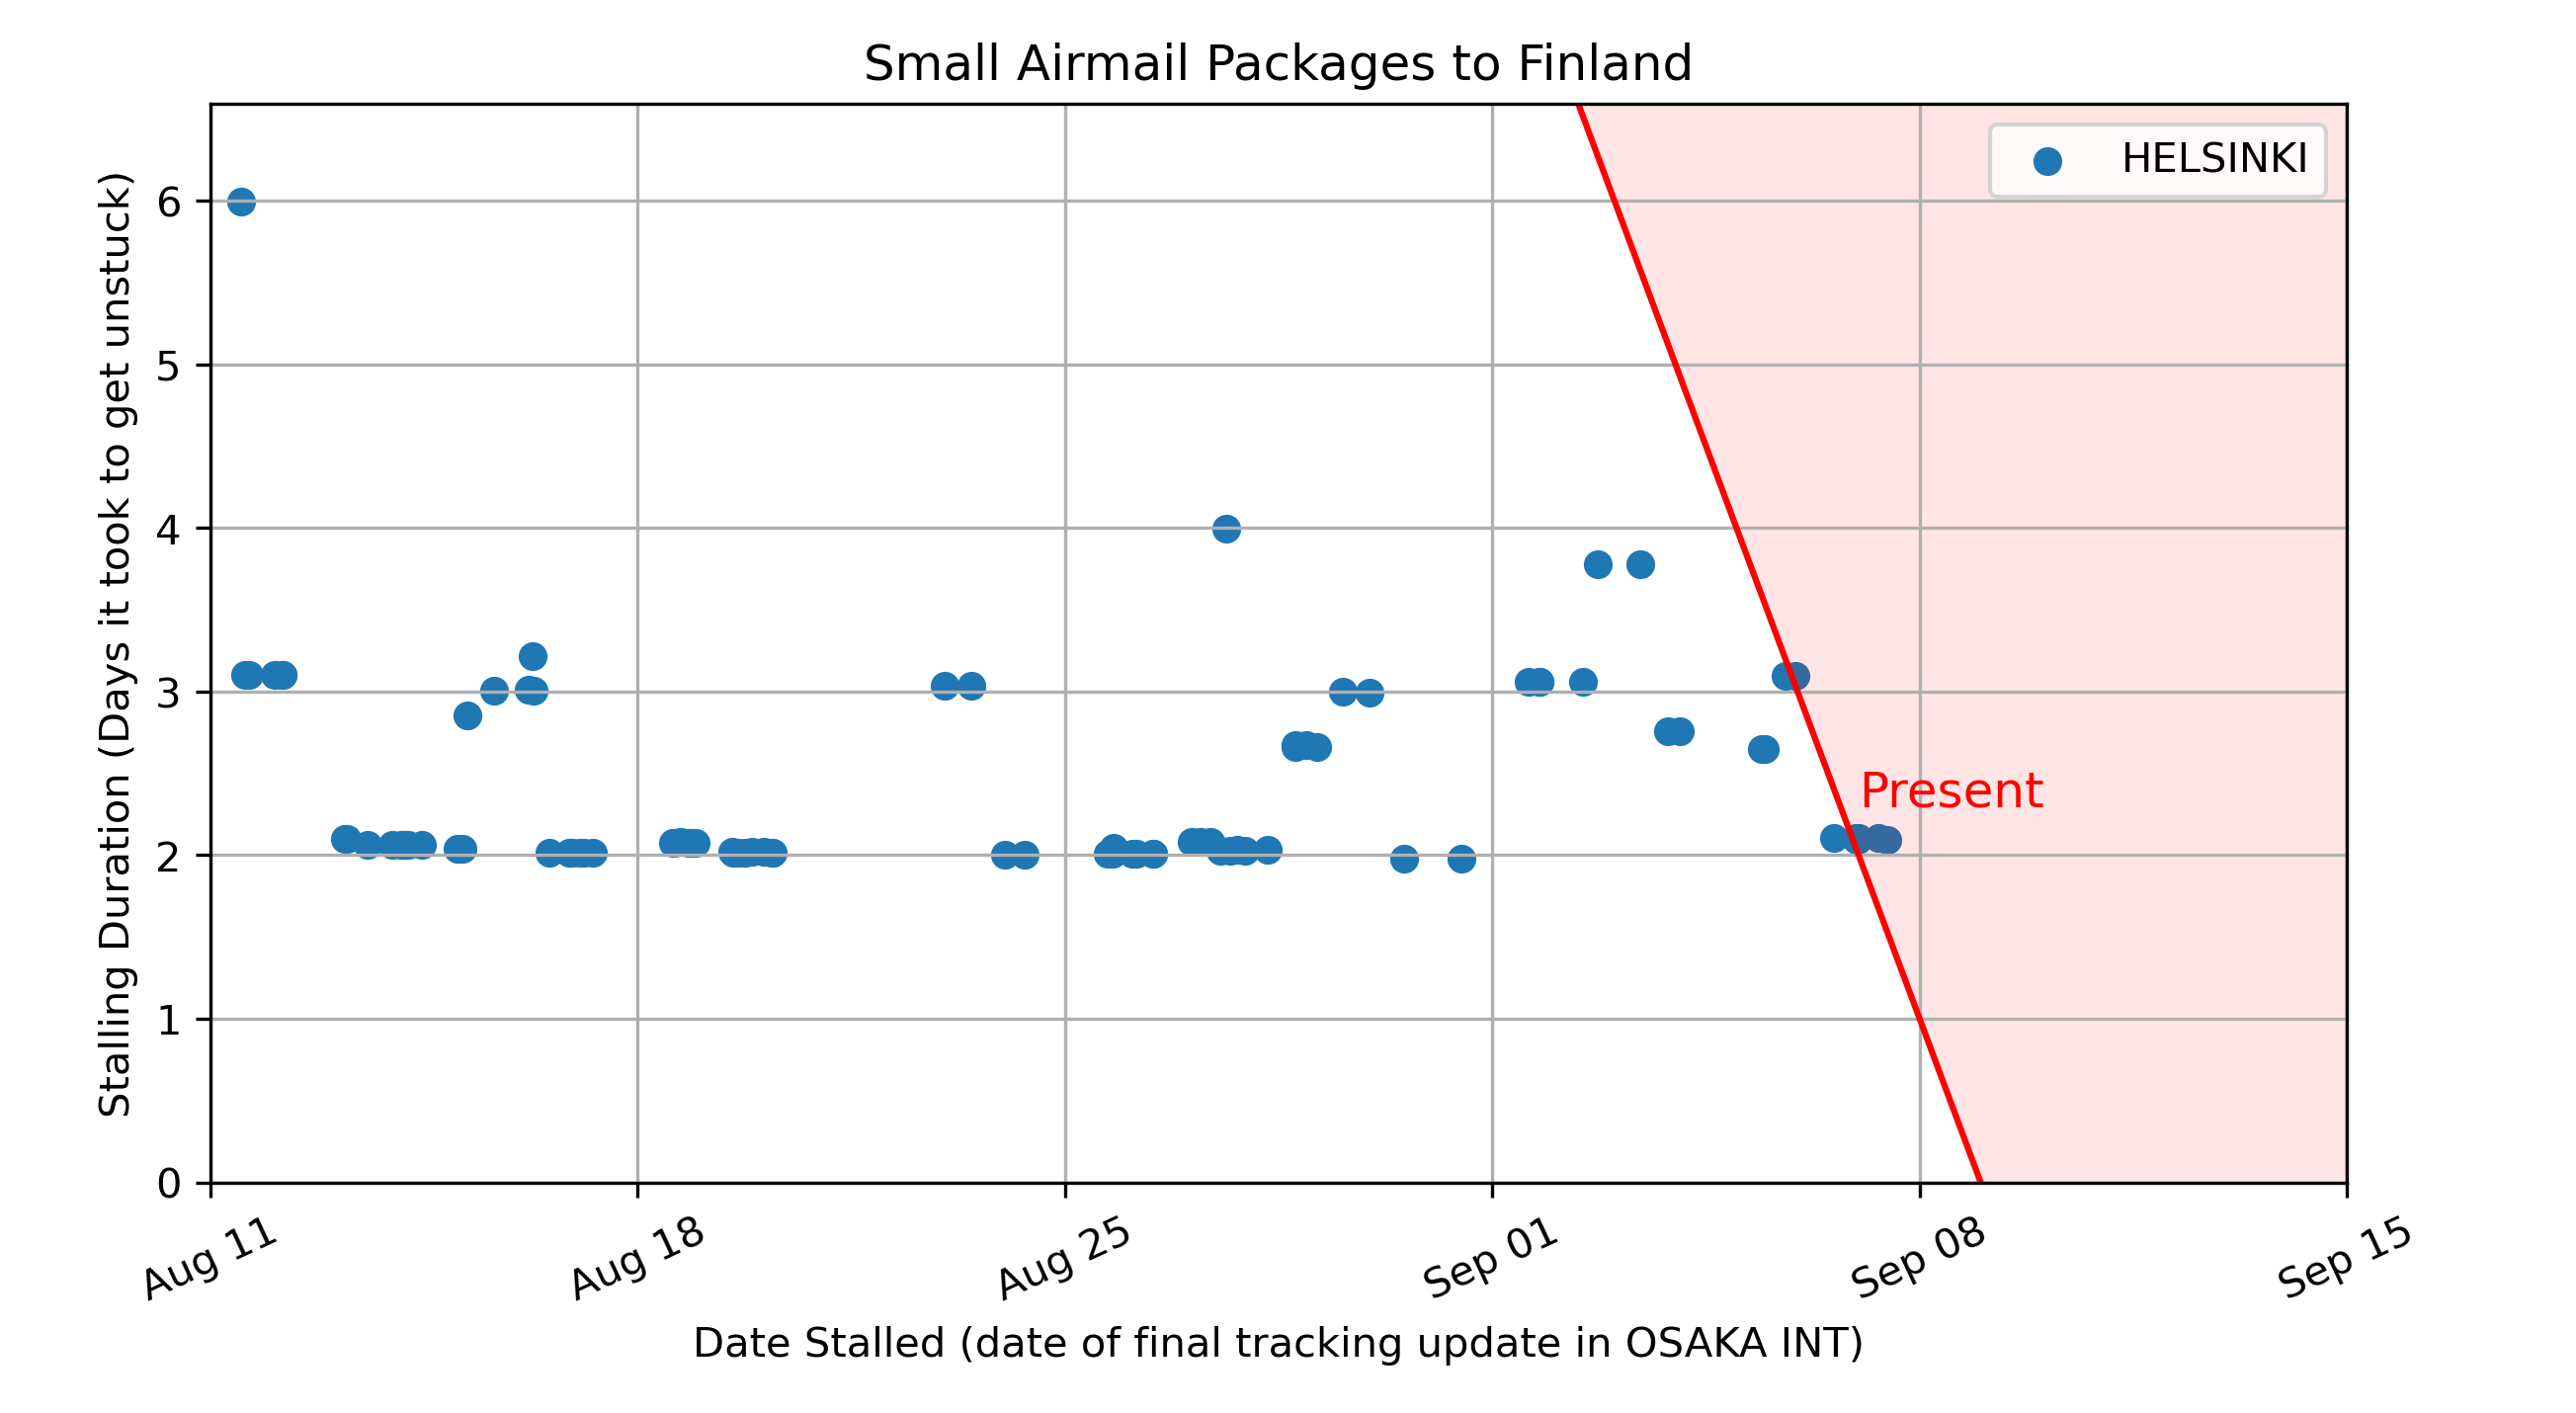 Small Airmail Packages to Finland
HELSINKI
Stalling Duration (Days it took to get unstuck)
6
5
4
3
2
1
0
Present
Aug 11
Aug 18
Aug 25
Sep 01
Sep 08
Sep 15
Date Stalled (date of final tracking update in OSAKA INT)